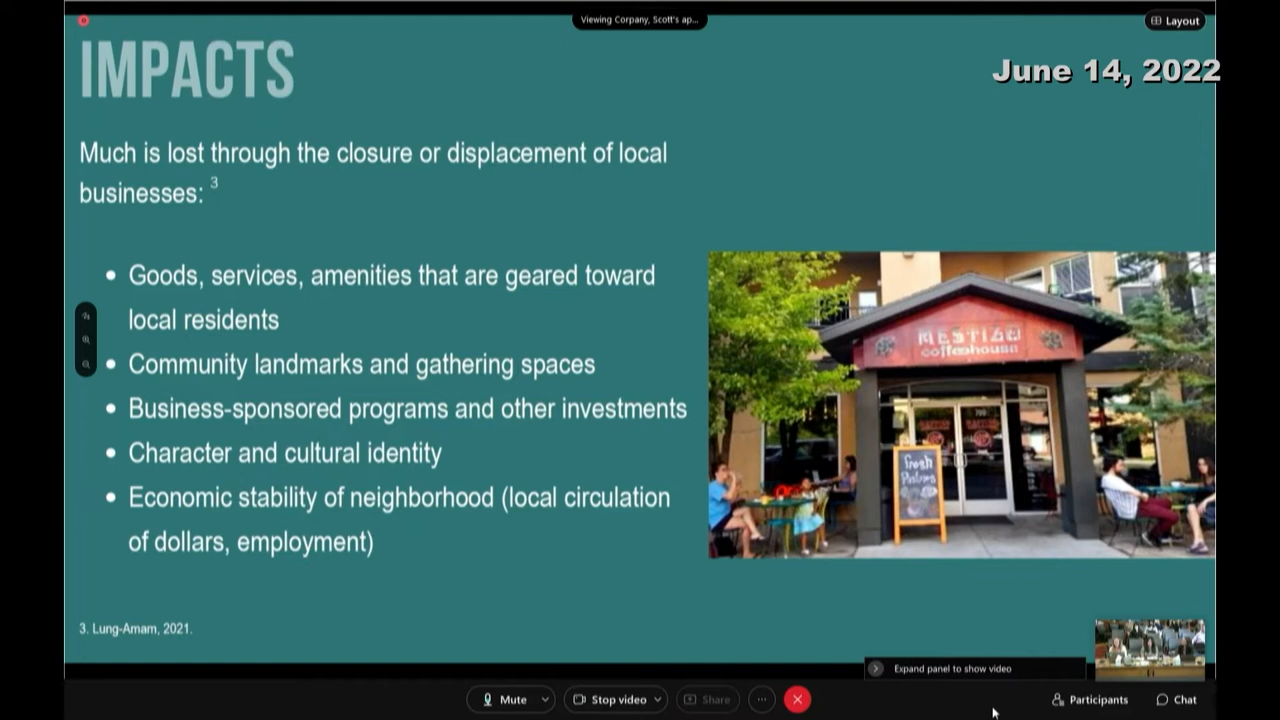 Viewing Corpany, Scott's ap...
Layout
IMPACTS
June 14, 2022
Much is lost through the closure or displacement of local
businesses: 3
• Goods, services, amenities that are geared toward
local residents
• Community landmarks and gathering spaces
• Business-sponsored programs and other investments
• Character and cultural identity
• Economic stability of neighborhood (local circulation
of dollars, employment)
MESTIZO
coffeehouse
fresh
3. Lung-Amam, 2021.
Expand panel to show video
Mute
Stop video
Share
Participants
Chat